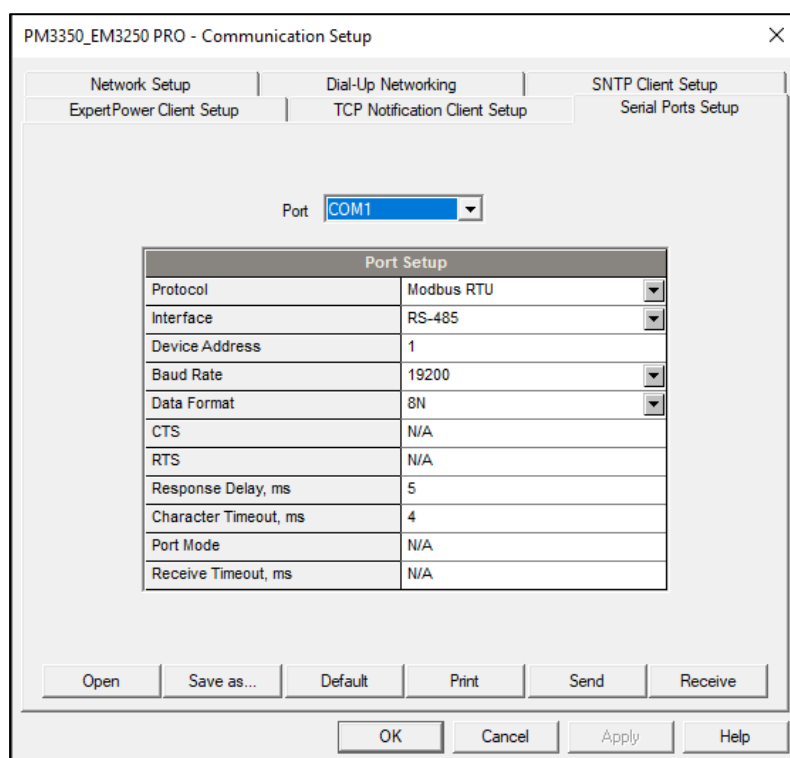 PM3350_EM3250 PRO - Communication Setup
Network Setup Dial-Up Networking SNTP Client Setup
ExpertPower Client Setup TCP Notification Client Setup Serial Ports Setup
Port COM1
Port Setup
Protocol Modbus RTU
Interface RS-485
Device Address 1
Baud Rate 19200
Data Format 8N
CTS N/A
RTS N/A
Response Delay, ms 5
Character Timeout, ms 4
Port Mode N/A
Receive Timeout, ms N/A
Open Save as... Default Print Send Receive
OK Cancel Apply Help